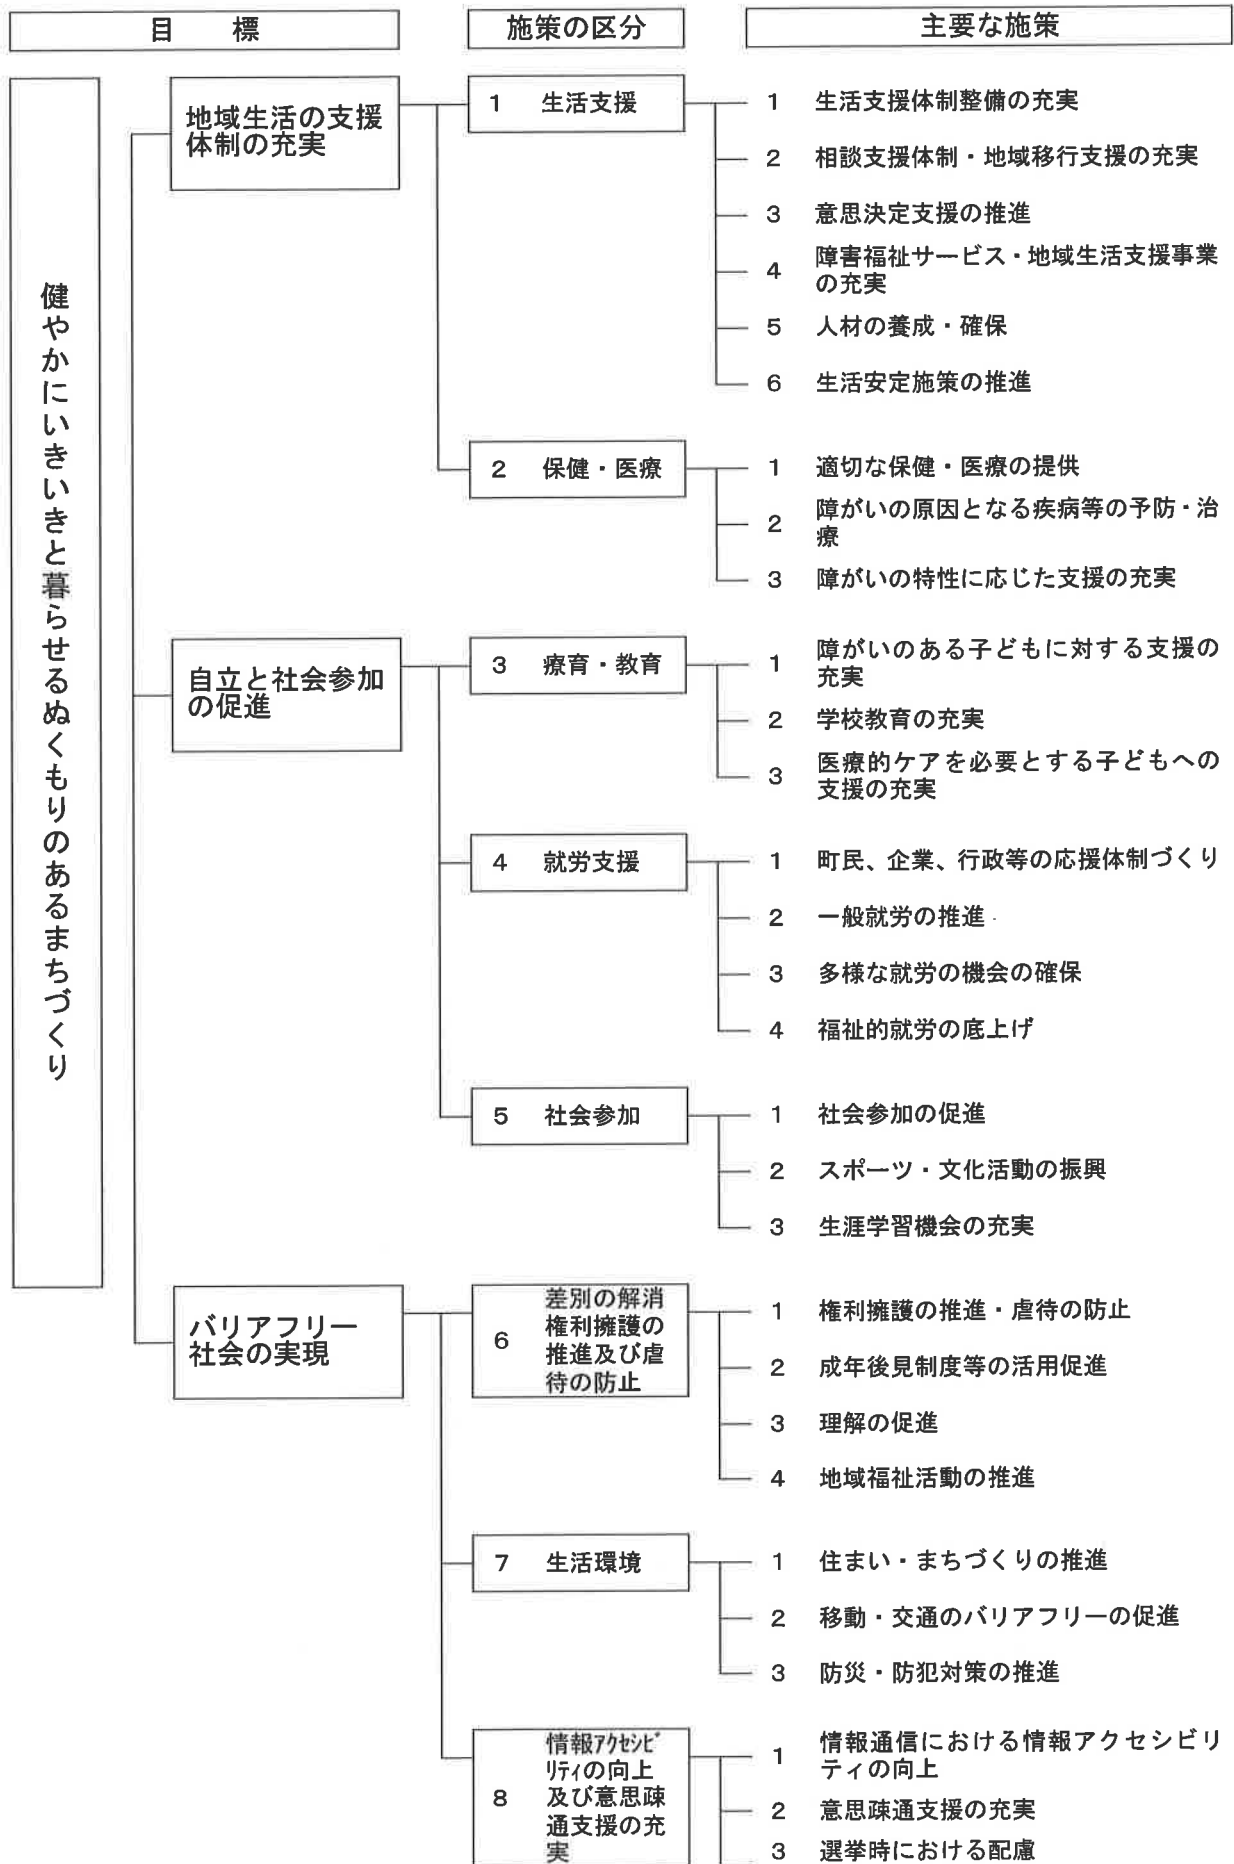 目　標
施策の区分
主要な施策
健やかにいきいきと暮らせるぬくもりのあるまちづくり
地域生活の支援
体制の充実
1 生活支援
1 生活支援体制整備の充実
2 相談支援体制・地域移行支援の充実
3 意思決定支援の推進
4 障害福祉サービス・地域生活支援事業
の充実
5 人材の養成・確保
6 生活安定施策の推進
2 保健・医療
1 適切な保健・医療の提供
2 障がいの原因となる疾病等の予防・治
療
3 障がいの特性に応じた支援の充実
自立と社会参加
の促進
3 療育・教育
1 障がいのある子どもに対する支援の
充実
2 学校教育の充実
3 医療的ケアを必要とする子どもへの
支援の充実
4 就労支援
1 町民、企業、行政等の応援体制づくり
2 一般就労の推進
3 多様な就労の機会の確保
4 福祉的就労の底上げ
5 社会参加
1 社会参加の促進
2 スポーツ・文化活動の振興
3 生涯学習機会の充実
バリアフリー
社会の実現
6 差別の解消
権利擁護の
推進及び虐
待の防止
1 権利擁護の推進・虐待の防止
2 成年後見制度等の活用促進
3 理解の促進
4 地域福祉活動の推進
7 生活環境
1 住まい・まちづくりの推進
2 移動・交通のバリアフリーの促進
3 防災・防犯対策の推進
8 情報ｱｸｾｼﾋﾞ
ﾘﾃｨの向上
及び意思疎
通支援の充
実
1 情報通信における情報アクセシビリ
ティの向上
2 意思疎通支援の充実
3 選挙時における配慮